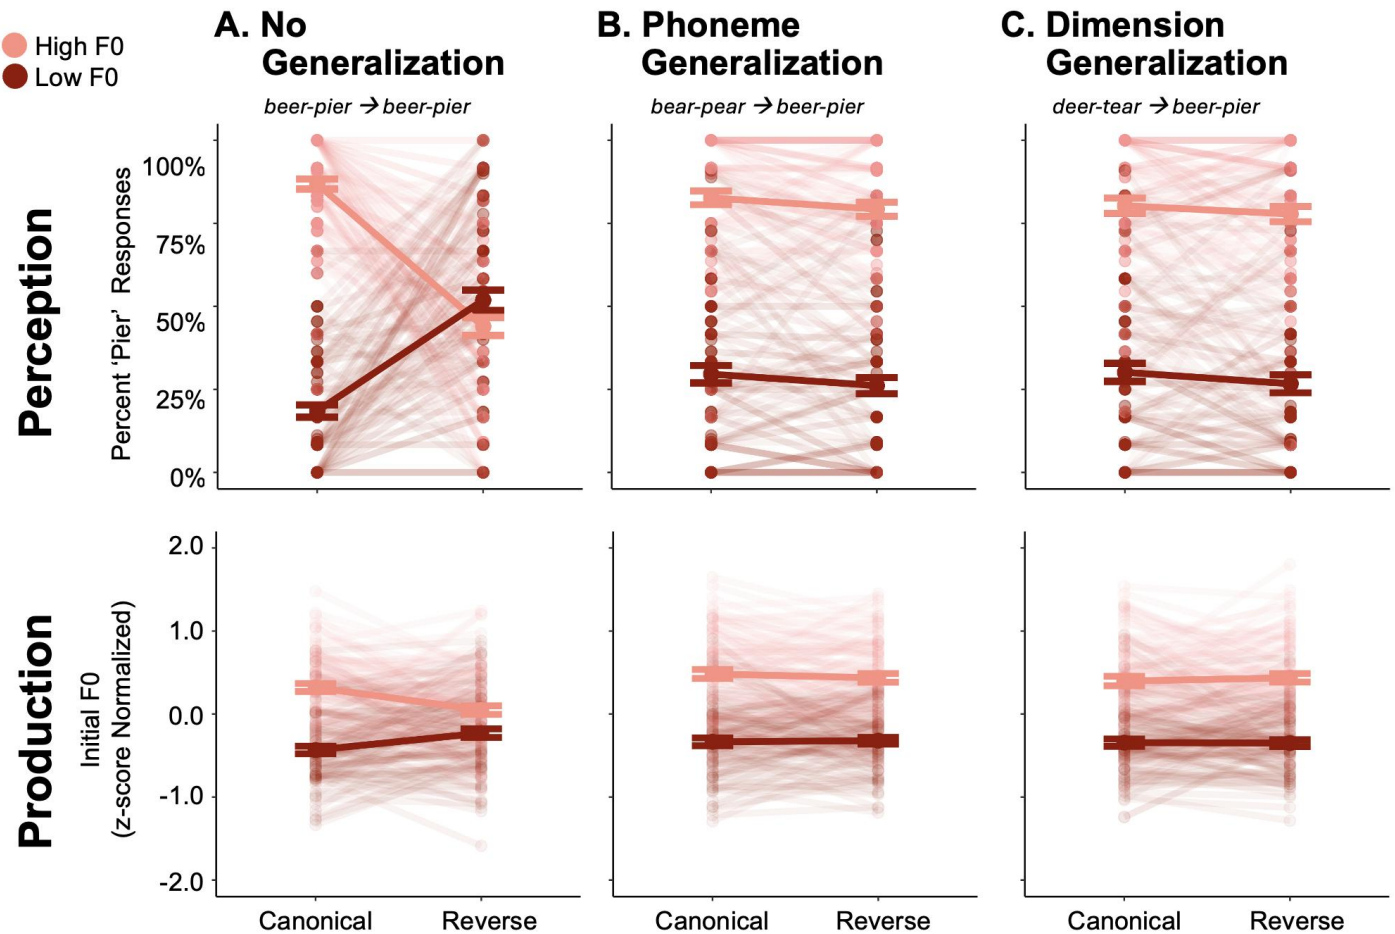 High F0
Low F0
A. No
Generalization
beer-pier → beer-pier
B. Phoneme
Generalization
bear-pear → beer-pier
C. Dimension
Generalization
deer-tear → beer-pier
Perception
Percent ‘Pier’ Responses
100%
75%
50%
25%
0%
Production
Initial F0
(z-score Normalized)
2.0
1.0
0.0
-1.0
-2.0
Canonical Reverse
Canonical Reverse
Canonical Reverse